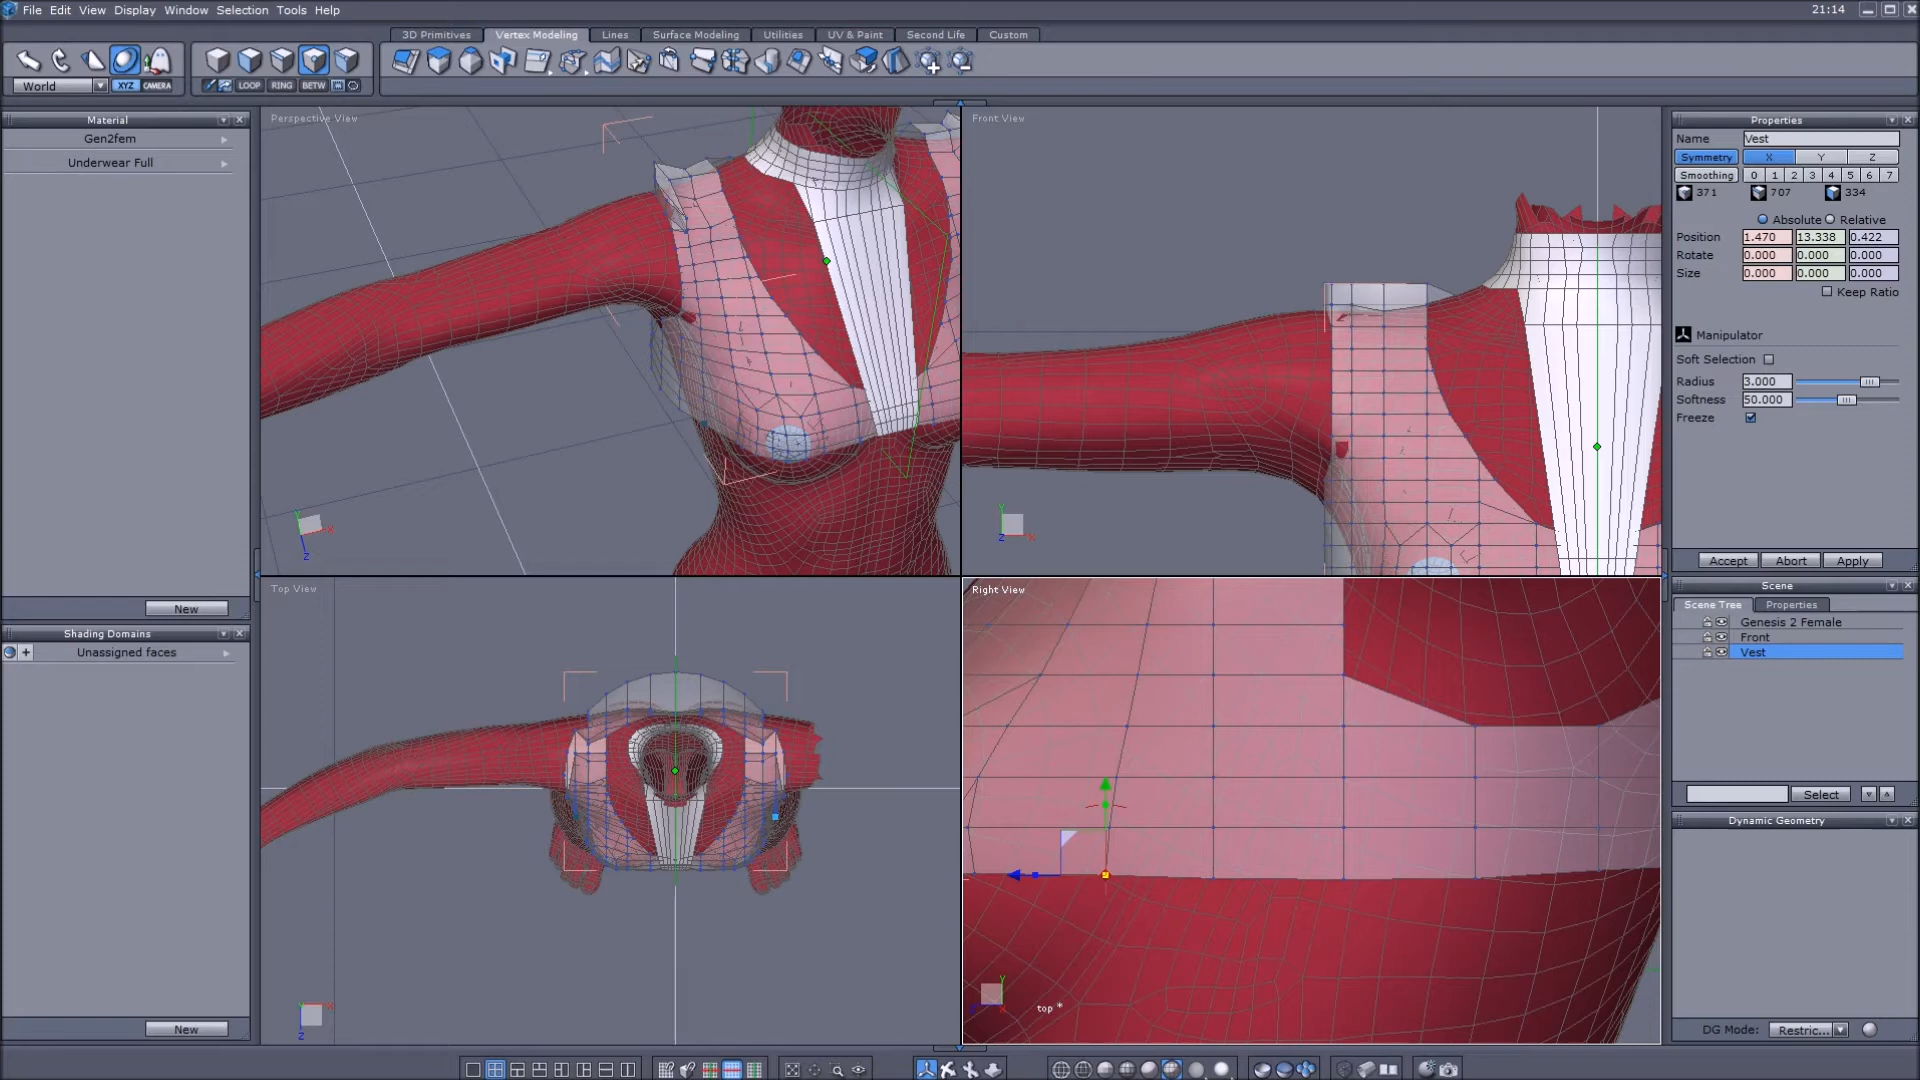 File Edit View Display Window Selection Tools Help
21:14
3D Primitives Vertex Modeling Lines Surface Modeling Utilities UV & Paint Second Life Custom
World XYZ CAMERA LOOP RING BETW
Material
Gen2fem
Underwear Full
New
Shading Domains
Unassigned faces
New
Perspective View
Y X Z
Front View
Y Z X
Top View
X Z
Right View
Y X
top *
Properties
Name Vest
Symmetry X Y Z
Smoothing 0 1 2 3 4 5 6 7
371 707 334
Absolute Relative
Position 1.470 13.338 0.422
Rotate 0.000 0.000 0.000
Size 0.000 0.000 0.000
Keep Ratio
Manipulator
Soft Selection
Radius 3.000
Softness 50.000
Freeze
Accept Abort Apply
Scene
Scene Tree Properties
Genesis 2 Female
Front
Vest
Select
Dynamic Geometry
DG Mode: Restric...